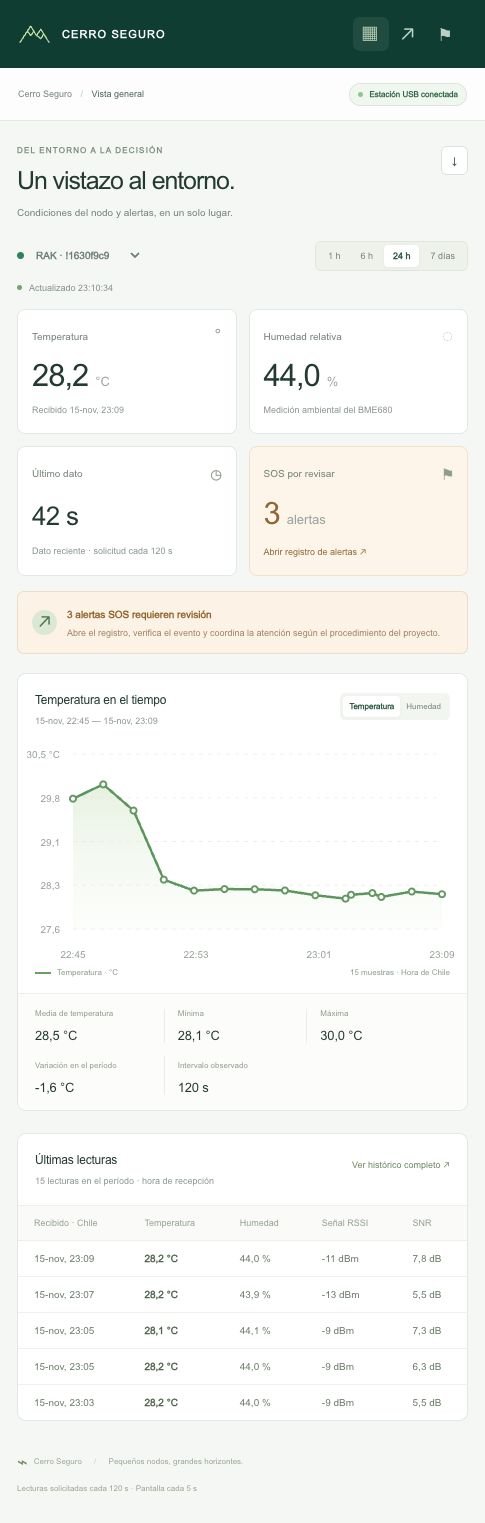 CERRO SEGURO
Cerro Seguro / Vista general
Estación USB conectada
DEL ENTORNO A LA DECISIÓN
Un vistazo al entorno.
Condiciones del nodo y alertas, en un solo lugar.
RAK · !1630f9c9
1 h 6 h 24 h 7 días
Actualizado 23:10:34
Temperatura
28,2 °C
Recibido 15-nov, 23:09
Humedad relativa
44,0 %
Medición ambiental del BME680
Último dato
42 s
Dato reciente · solicitud cada 120 s
SOS por revisar
3 alertas
Abrir registro de alertas ↗
3 alertas SOS requieren revisión
Abre el registro, verifica el evento y coordina la atención según el procedimiento del proyecto.
Temperatura en el tiempo
15-nov, 22:45 — 15-nov, 23:09
Temperatura Humedad
30,5 °C
29,8
29,1
28,3
27,6
22:45 22:53 23:01 23:09
Temperatura · °C
15 muestras · Hora de Chile
Media de temperatura
28,5 °C
Mínima
28,1 °C
Máxima
30,0 °C
Variación en el período
-1,6 °C
Intervalo observado
120 s
Últimas lecturas
15 lecturas en el período · hora de recepción
Ver histórico completo ↗
Recibido · Chile Temperatura Humedad Señal RSSI SNR
15-nov, 23:09 28,2 °C 44,0 % -11 dBm 7,8 dB
15-nov, 23:07 28,2 °C 43,9 % -13 dBm 5,5 dB
15-nov, 23:05 28,1 °C 44,1 % -9 dBm 7,3 dB
15-nov, 23:05 28,2 °C 44,0 % -9 dBm 6,3 dB
15-nov, 23:03 28,2 °C 44,0 % -9 dBm 5,5 dB
Cerro Seguro / Pequeños nodos, grandes horizontes.
Lecturas solicitadas cada 120 s · Pantalla cada 5 s